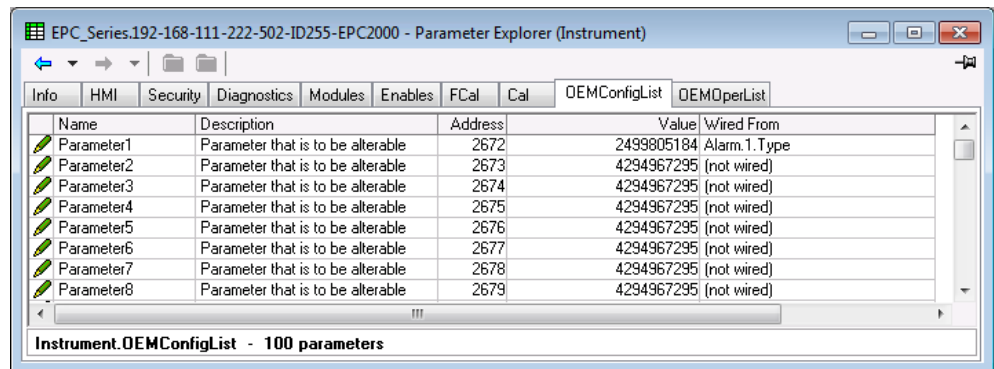 EPC_Series.192-168-111-222-502-ID255-EPC2000 - Parameter Explorer (Instrument)
Info HMI Security Diagnostics Modules Enables FCal Cal OEMConfigList OEMOperList
Name Description Address Value Wired From
Parameter1 Parameter that is to be alterable 2672 2499805184 Alarm.1.Type
Parameter2 Parameter that is to be alterable 2673 4294967295 (not wired)
Parameter3 Parameter that is to be alterable 2674 4294967295 (not wired)
Parameter4 Parameter that is to be alterable 2675 4294967295 (not wired)
Parameter5 Parameter that is to be alterable 2676 4294967295 (not wired)
Parameter6 Parameter that is to be alterable 2677 4294967295 (not wired)
Parameter7 Parameter that is to be alterable 2678 4294967295 (not wired)
Parameter8 Parameter that is to be alterable 2679 4294967295 (not wired)
Instrument.OEMConfigList - 100 parameters